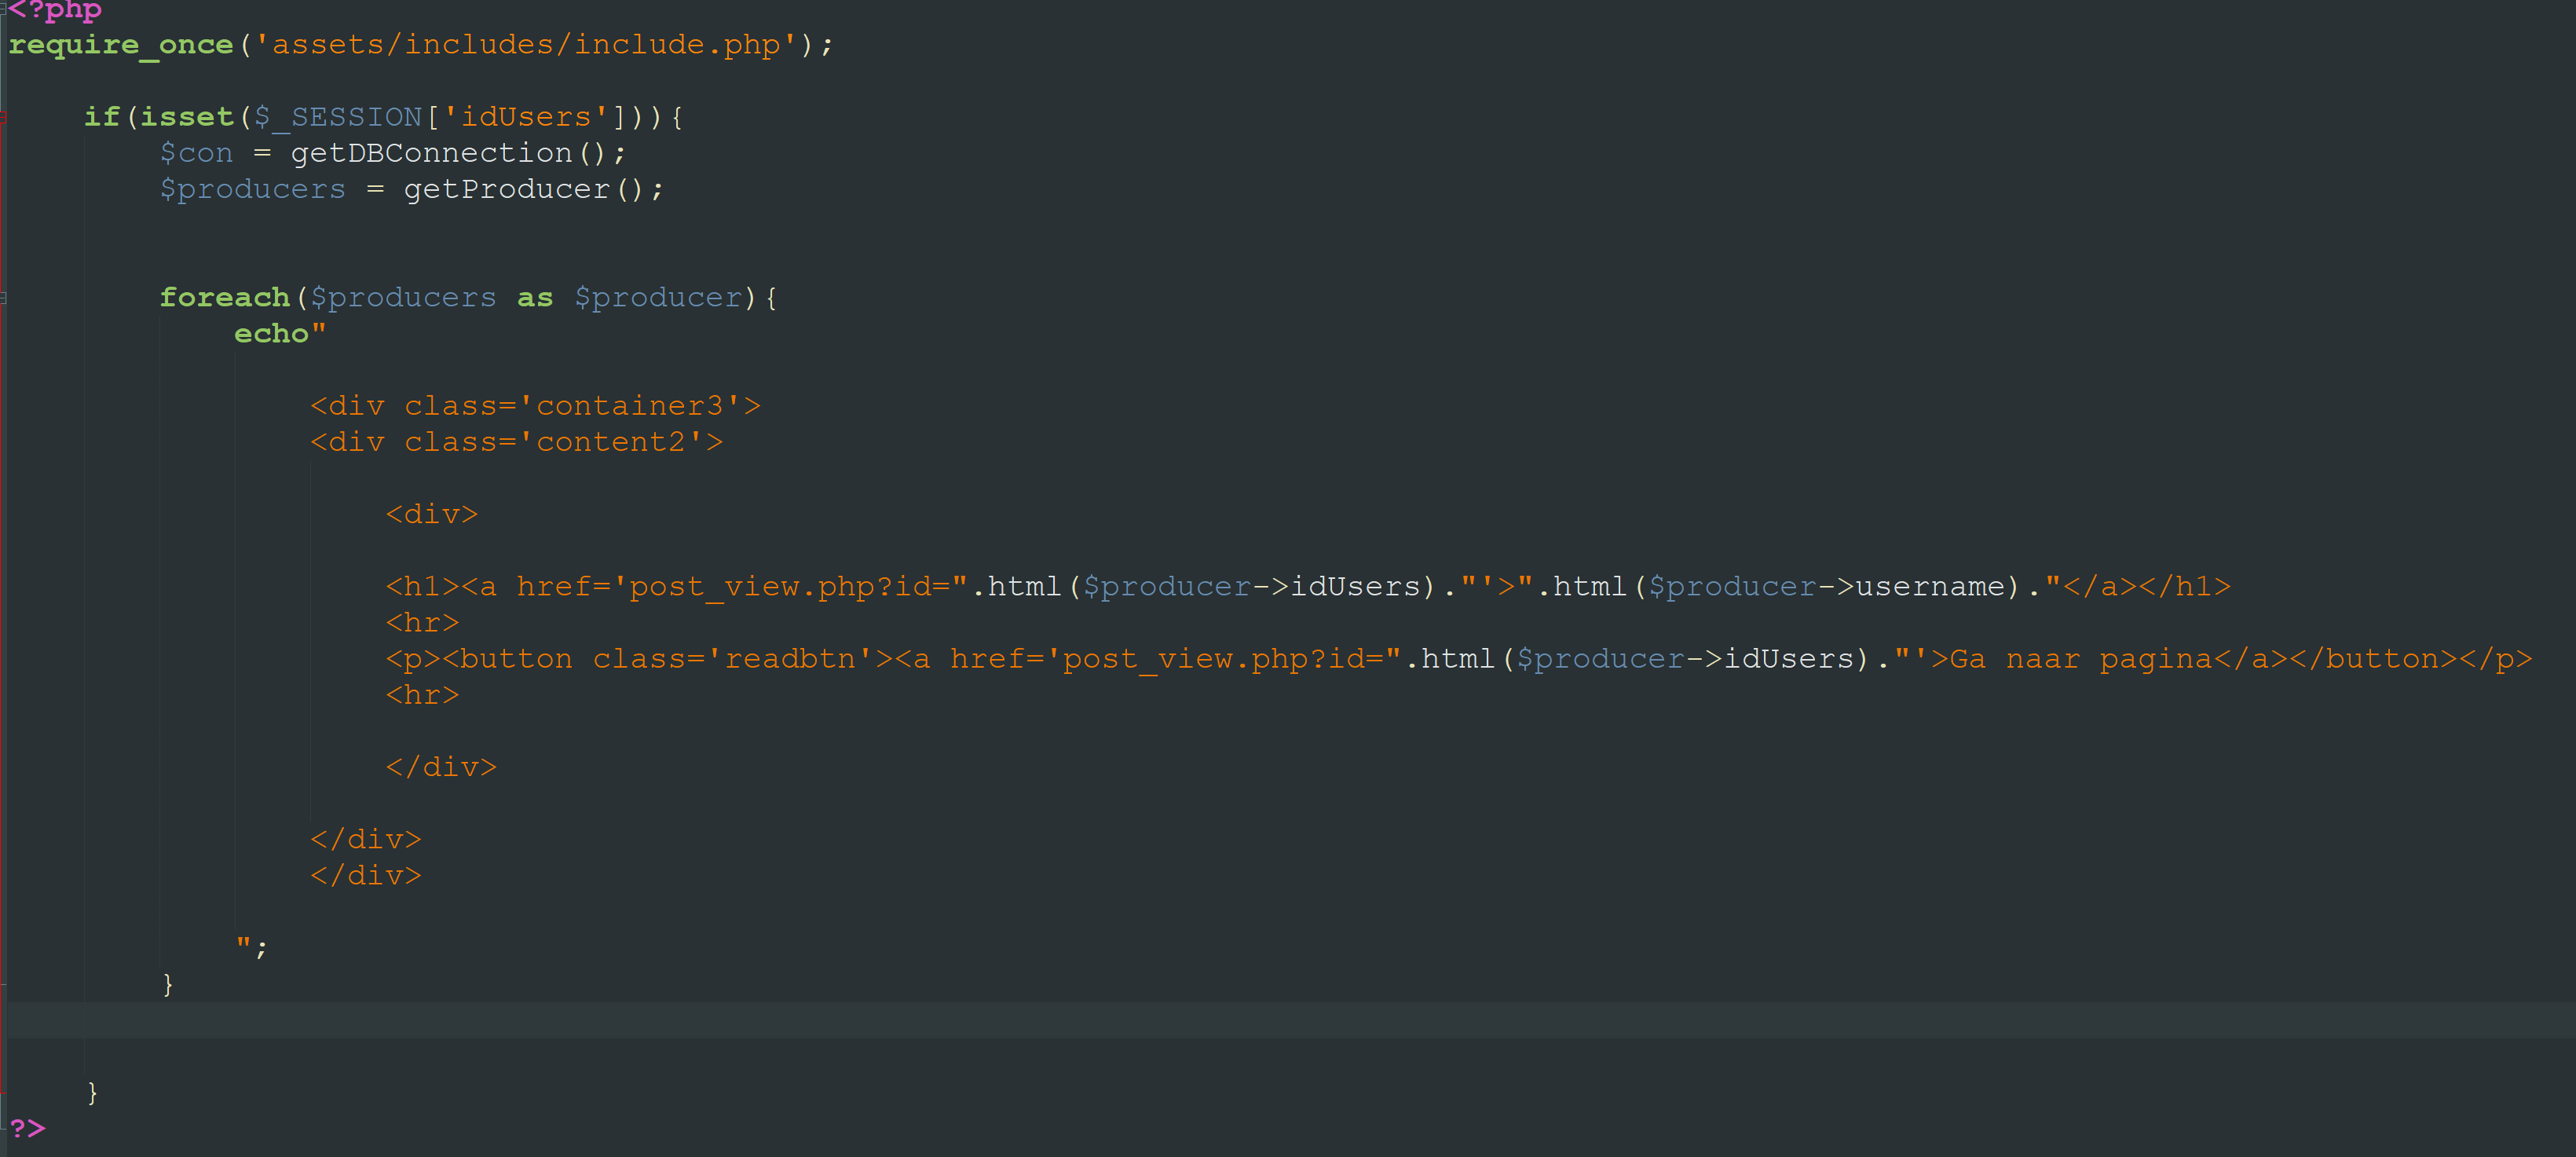 <?php
require_once('assets/includes/include.php');
if(isset($_SESSION['idUsers'])){
$con = getDBConnection();
$producers = getProducer();
foreach($producers as $producer){
echo"
<div class='container3'>
<div class='content2'>
<div>
<h1><a href='post_view.php?id=".html($producer->idUsers)."'>".html($producer->username)."</a></h1>
<hr>
<p><button class='readbtn'><a href='post_view.php?id=".html($producer->idUsers)."'>Ga naar pagina</a></button></p>
<hr>
</div>
</div>
</div>
";
}
}
?>